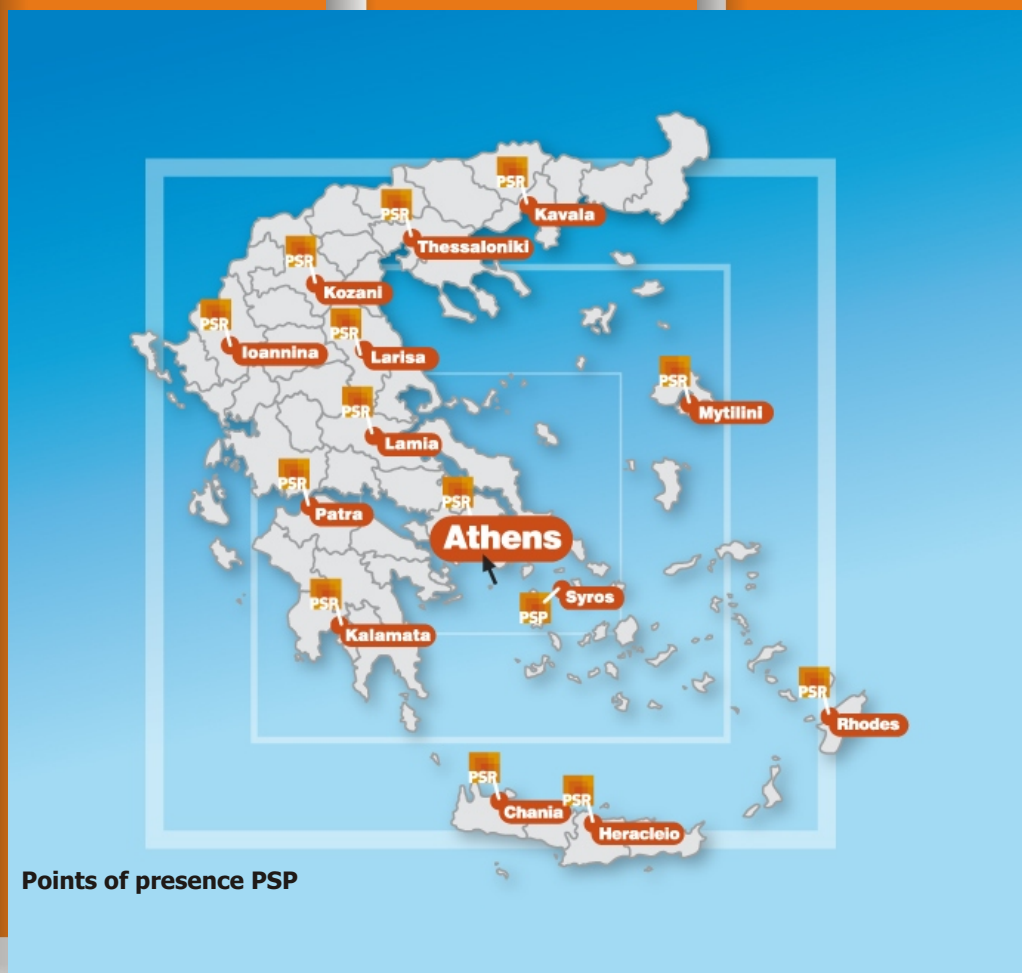 PSR
Kavala
PSR
Thessaloniki
PSR
Kozani
PSR
Ioannina
PSR
Larisa
PSR
Mytilini
PSR
Lamia
PSR
Patra
PSR
Athens
PSP
Syros
PSR
Kalamata
PSR
Rhodes
PSR
Chania
PSR
Heracleio
Points of presence PSP